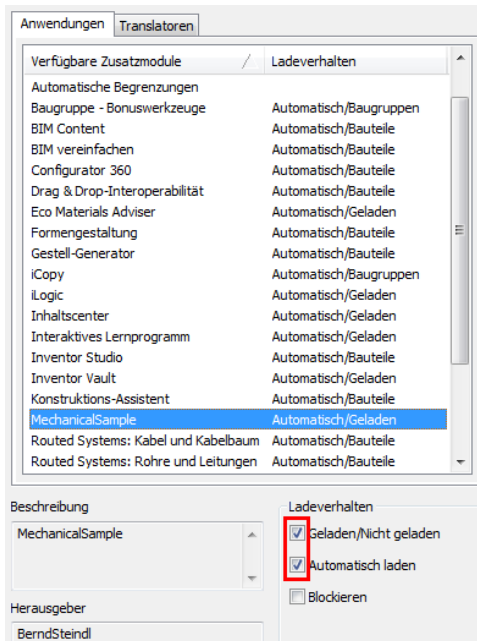 Anwendungen Translatoren
Verfügbare Zusatzmodule Ladeverhalten
Automatische Begrenzungen
Baugruppe - Bonuswerkzeuge Automatisch/Baugruppen
BIM Content Automatisch/Bauteile
BIM vereinfachen Automatisch/Bauteile
Configurator 360 Automatisch/Bauteile
Drag & Drop-Interoperabilität Automatisch/Bauteile
Eco Materials Adviser Automatisch/Geladen
Formengestaltung Automatisch/Bauteile
Gestell-Generator Automatisch/Bauteile
iCopy Automatisch/Baugruppen
iLogic Automatisch/Geladen
Inhaltscenter Automatisch/Geladen
Interaktives Lernprogramm Automatisch/Geladen
Inventor Studio Automatisch/Bauteile
Inventor Vault Automatisch/Geladen
Konstruktions-Assistent Automatisch/Bauteile
MechanicalSample Automatisch/Geladen
Routed Systems: Kabel und Kabelbaum Automatisch/Bauteile
Routed Systems: Rohre und Leitungen Automatisch/Bauteile
Beschreibung Ladeverhalten
MechanicalSample Geladen/Nicht geladen
Automatisch laden
Blockieren
Herausgeber
BerndSteindl